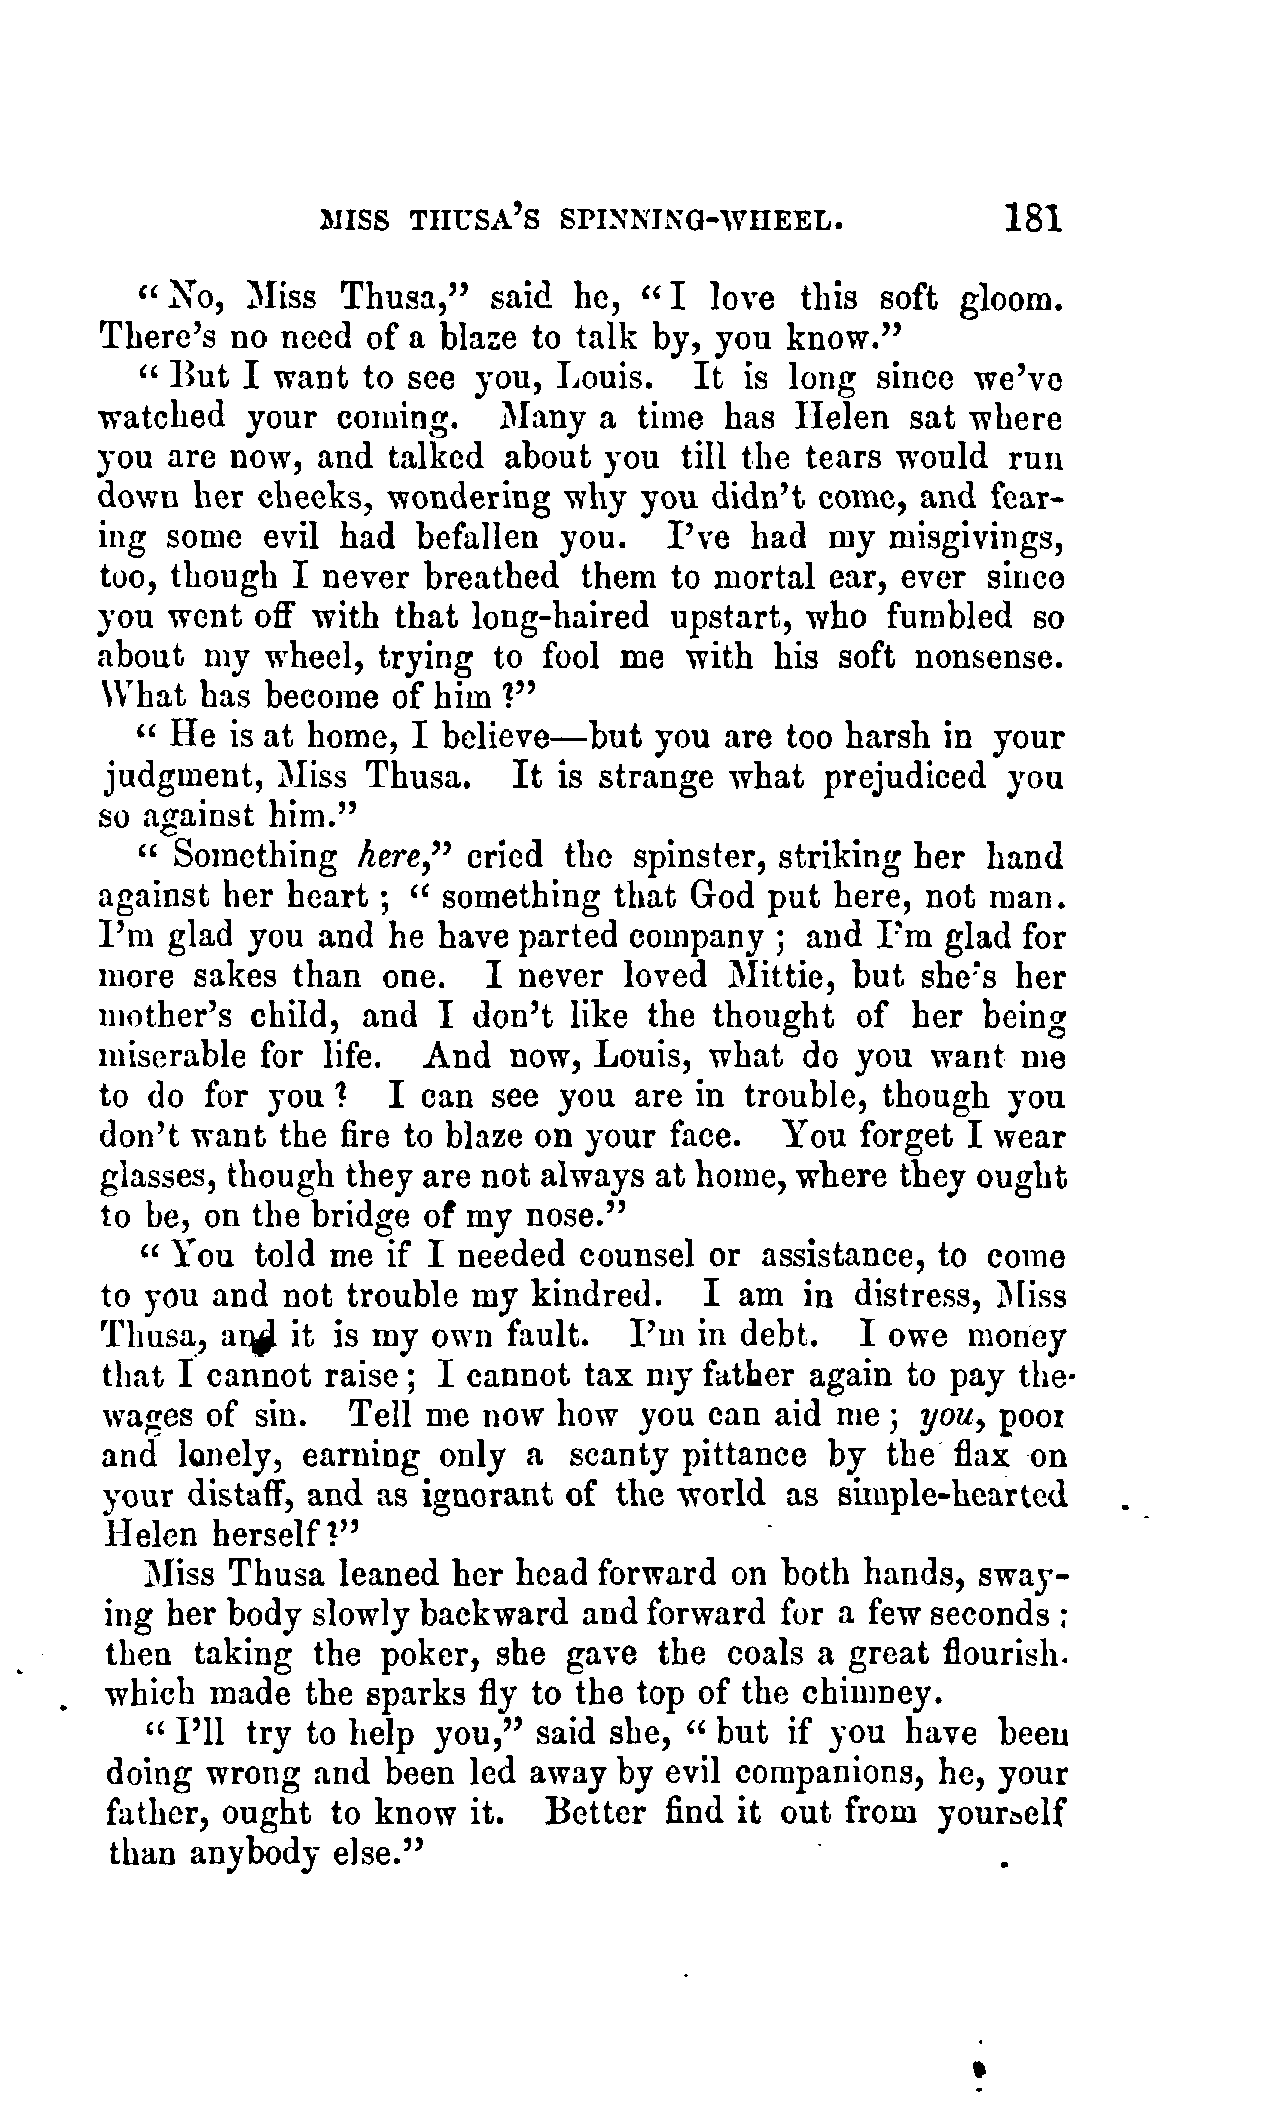 MISS THUSA'S SPINNING-WHEEL. 181
"No, Miss Thusa," said he, "I love this soft gloom.
There's no need of a blaze to talk by, you know."
"But I want to see you, Louis. It is long since we've
watched your coming. Many a time has Helen sat where
you are now, and talked about you till the tears would run
down her cheeks, wondering why you didn't come, and fear-
ing some evil had befallen you. I've had my misgivings,
too, though I never breathed them to mortal ear, ever since
you went off with that long-haired upstart, who fumbled so
about my wheel, trying to fool me with his soft nonsense.
What has become of him?"
"He is at home, I believe—but you are too harsh in your
judgment, Miss Thusa. It is strange what prejudiced you
so against him."
"Something here," cried the spinster, striking her hand
against her heart; "something that God put here, not man.
I'm glad you and he have parted company; and I'm glad for
more sakes than one. I never loved Mittie, but she's her
mother's child, and I don't like the thought of her being
miserable for life. And now, Louis, what do you want me
to do for you? I can see you are in trouble, though you
don't want the fire to blaze on your face. You forget I wear
glasses, though they are not always at home, where they ought
to be, on the bridge of my nose."
"You told me if I needed counsel or assistance, to come
to you and not trouble my kindred. I am in distress, Miss
Thusa, and it is my own fault. I'm in debt. I owe money
that I cannot raise; I cannot tax my father again to pay the
wages of sin. Tell me now how you can aid me; you, poor
and lonely, earning only a scanty pittance by the flax on
your distaff, and as ignorant of the world as simple-hearted
Helen herself?"
Miss Thusa leaned her head forward on both hands, sway-
ing her body slowly backward and forward for a few seconds;
then taking the poker, she gave the coals a great flourish.
which made the sparks fly to the top of the chimney.
"I'll try to help you," said she, "but if you have been
doing wrong and been led away by evil companions, he, your
father, ought to know it. Better find it out from yourself
than anybody else."